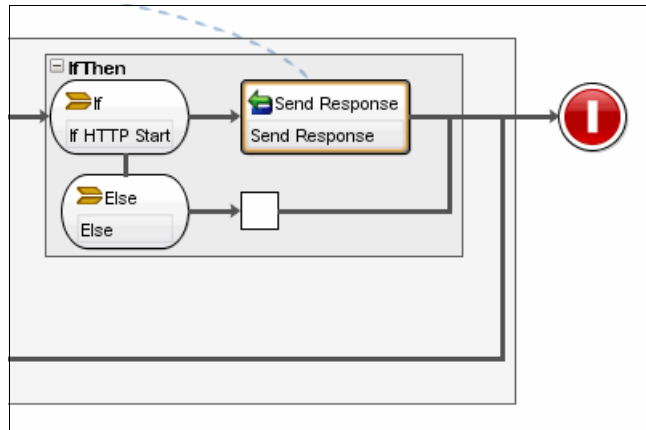 IfThen
If
If HTTP Start
Send Response
Send Response
Else
Else